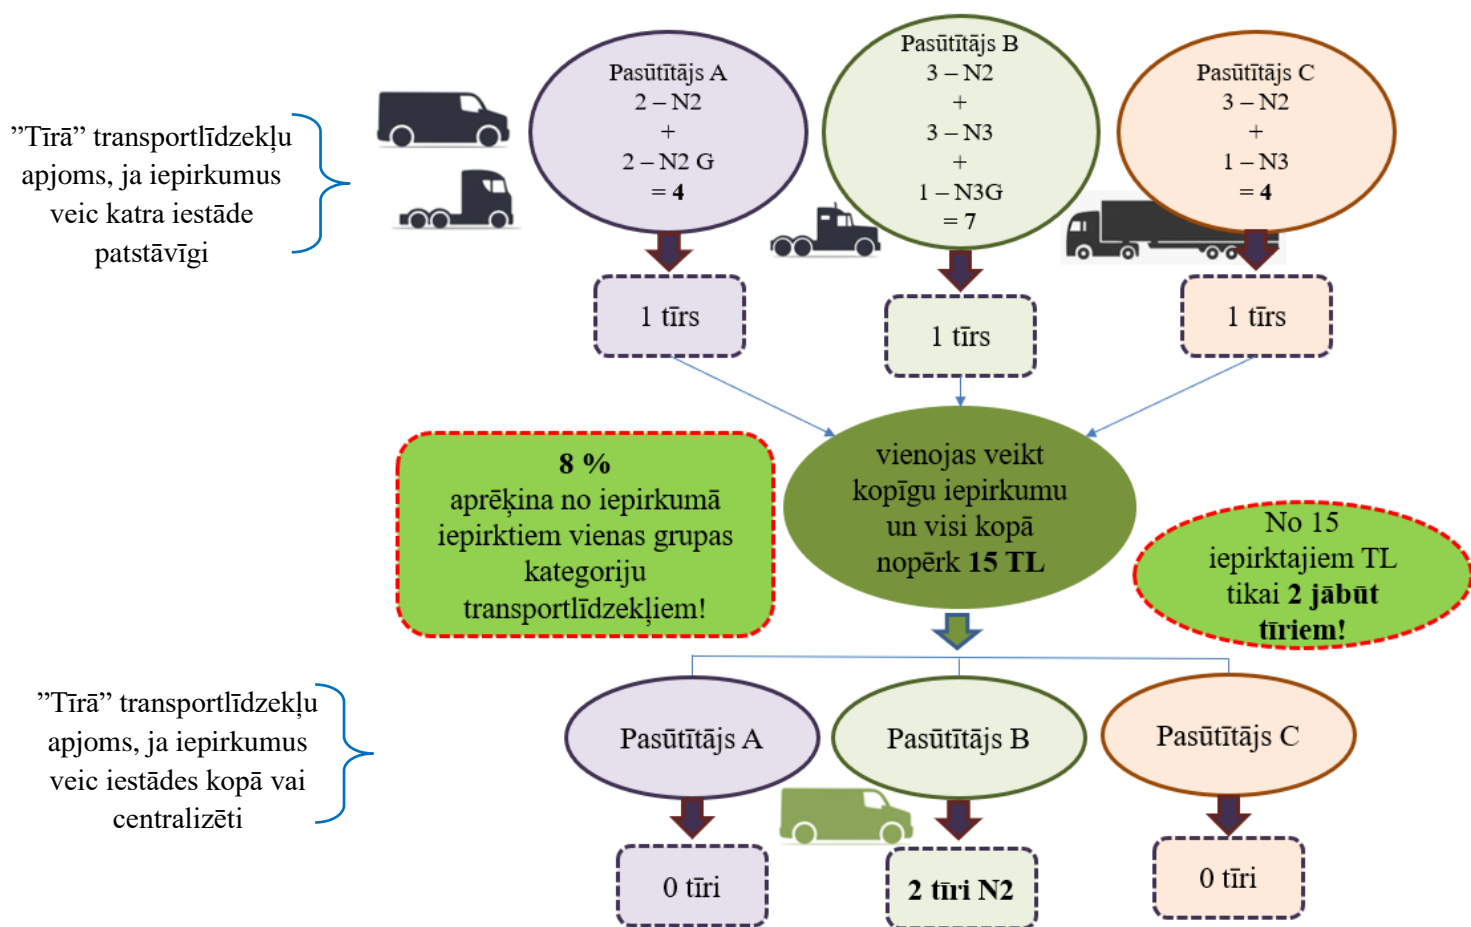 ”Tīrā” transportlīdzekļu
apjoms, ja iepirkumus
veic katra iestāde
patstāvīgi
Pasūtītājs A
2 – N2
+
2 – N2 G
= 4
Pasūtītājs B
3 – N2
+
3 – N3
+
1 – N3G
= 7
Pasūtītājs C
3 – N2
+
1 – N3
= 4
1 tīrs
1 tīrs
1 tīrs
8 %
aprēķina no iepirkumā
iepirktiem vienas grupas
kategoriju
transportlīdzekļiem!
vienojas veikt
kopīgu iepirkumu
un visi kopā
nopērk 15 TL
No 15
iepirktajiem TL
tikai 2 jābūt
tīriem!
”Tīrā” transportlīdzekļu
apjoms, ja iepirkumus
veic iestādes kopā vai
centralizēti
Pasūtītājs A
Pasūtītājs B
Pasūtītājs C
0 tīri
2 tīri N2
0 tīri